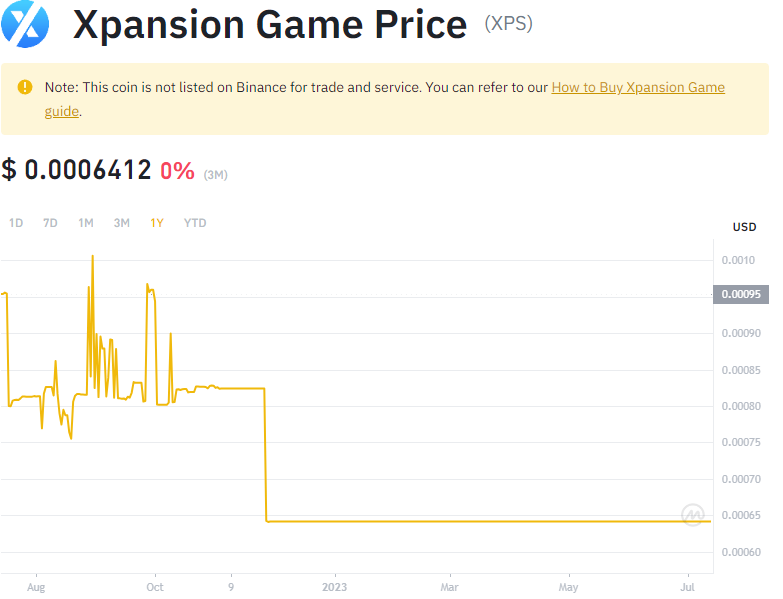 Xpansion Game Price (XPS)
Note: This coin is not listed on Binance for trade and service. You can refer to our How to Buy Xpansion Game
guide.
$ 0.0006412 0% (3M)
1D 7D 1M 3M 1Y YTD
USD
0.0010
0.00095
0.00090
0.00085
0.00080
0.00075
0.00070
0.00065
0.00060
Aug Oct 9 2023 Mar May Jul